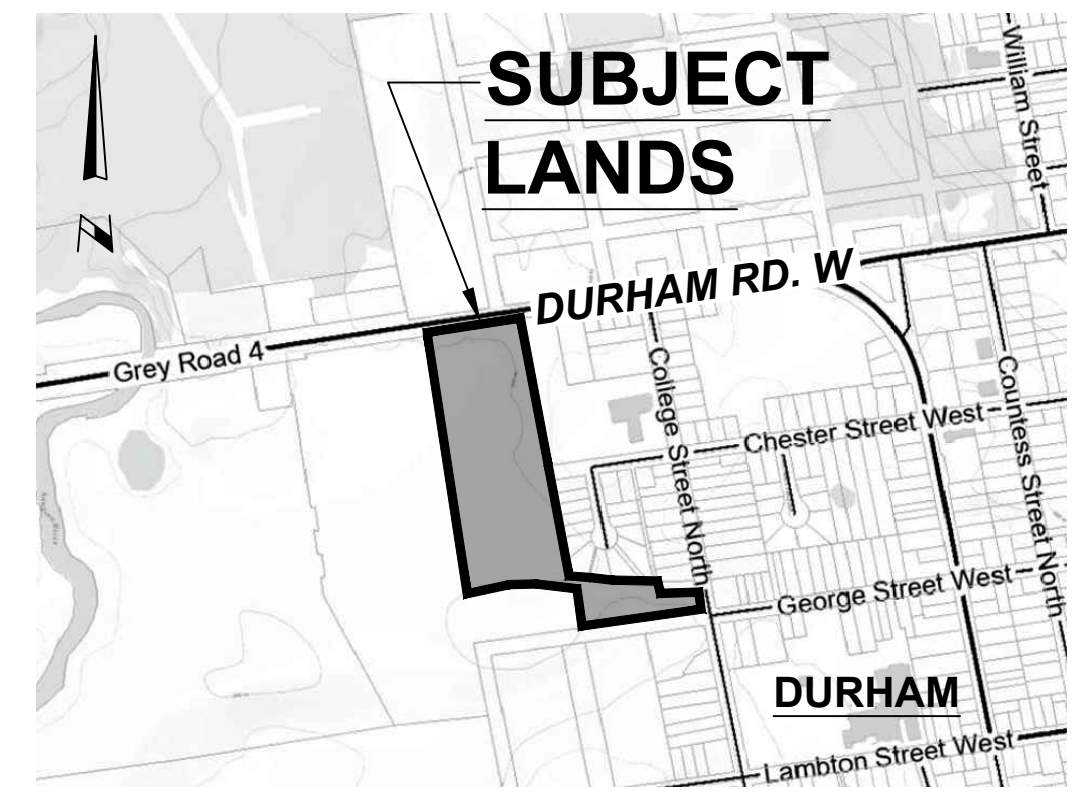 SUBJECT
LANDS
N
William Street
DURHAM RD. W
Grey Road 4
College Street North
Chester Street West
Countess Street North
George Street West
DURHAM
Lambton Street West